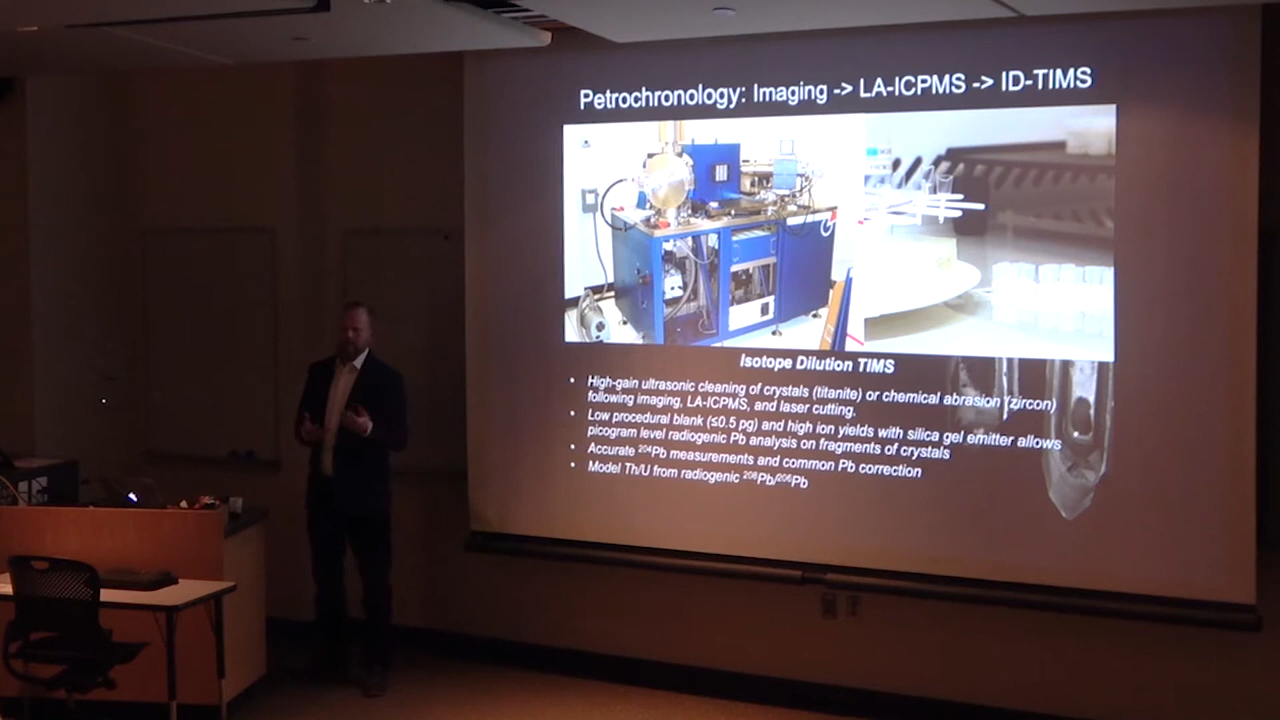 Petrochronology: Imaging -> LA-ICPMS -> ID-TIMS
Isotope Dilution TIMS
• High-gain ultrasonic cleaning of crystals (titanite) or chemical abrasion (zircon)
following imaging, LA-ICPMS, and laser cutting.
• Low procedural blank (≤0.5 pg) and high ion yields with silica gel emitter allows
picogram level radiogenic Pb analysis on fragments of crystals
• Accurate ²⁰⁴Pb measurements and common Pb correction
• Model Th/U from radiogenic ²⁰⁸Pb/²⁰⁶Pb